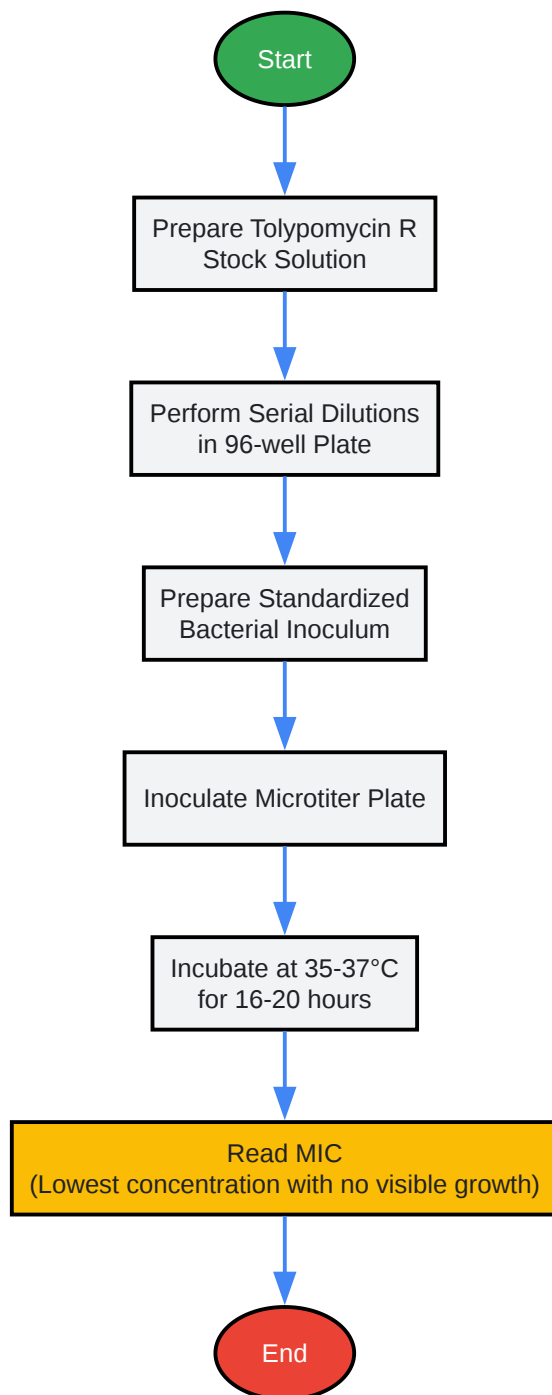 Start
Prepare Tolypomycin R
Stock Solution
Perform Serial Dilutions
in 96-well Plate
Prepare Standardized
Bacterial Inoculum
Inoculate Microtiter Plate
Incubate at 35-37°C
for 16-20 hours
Read MIC
(Lowest concentration with no visible growth)
End